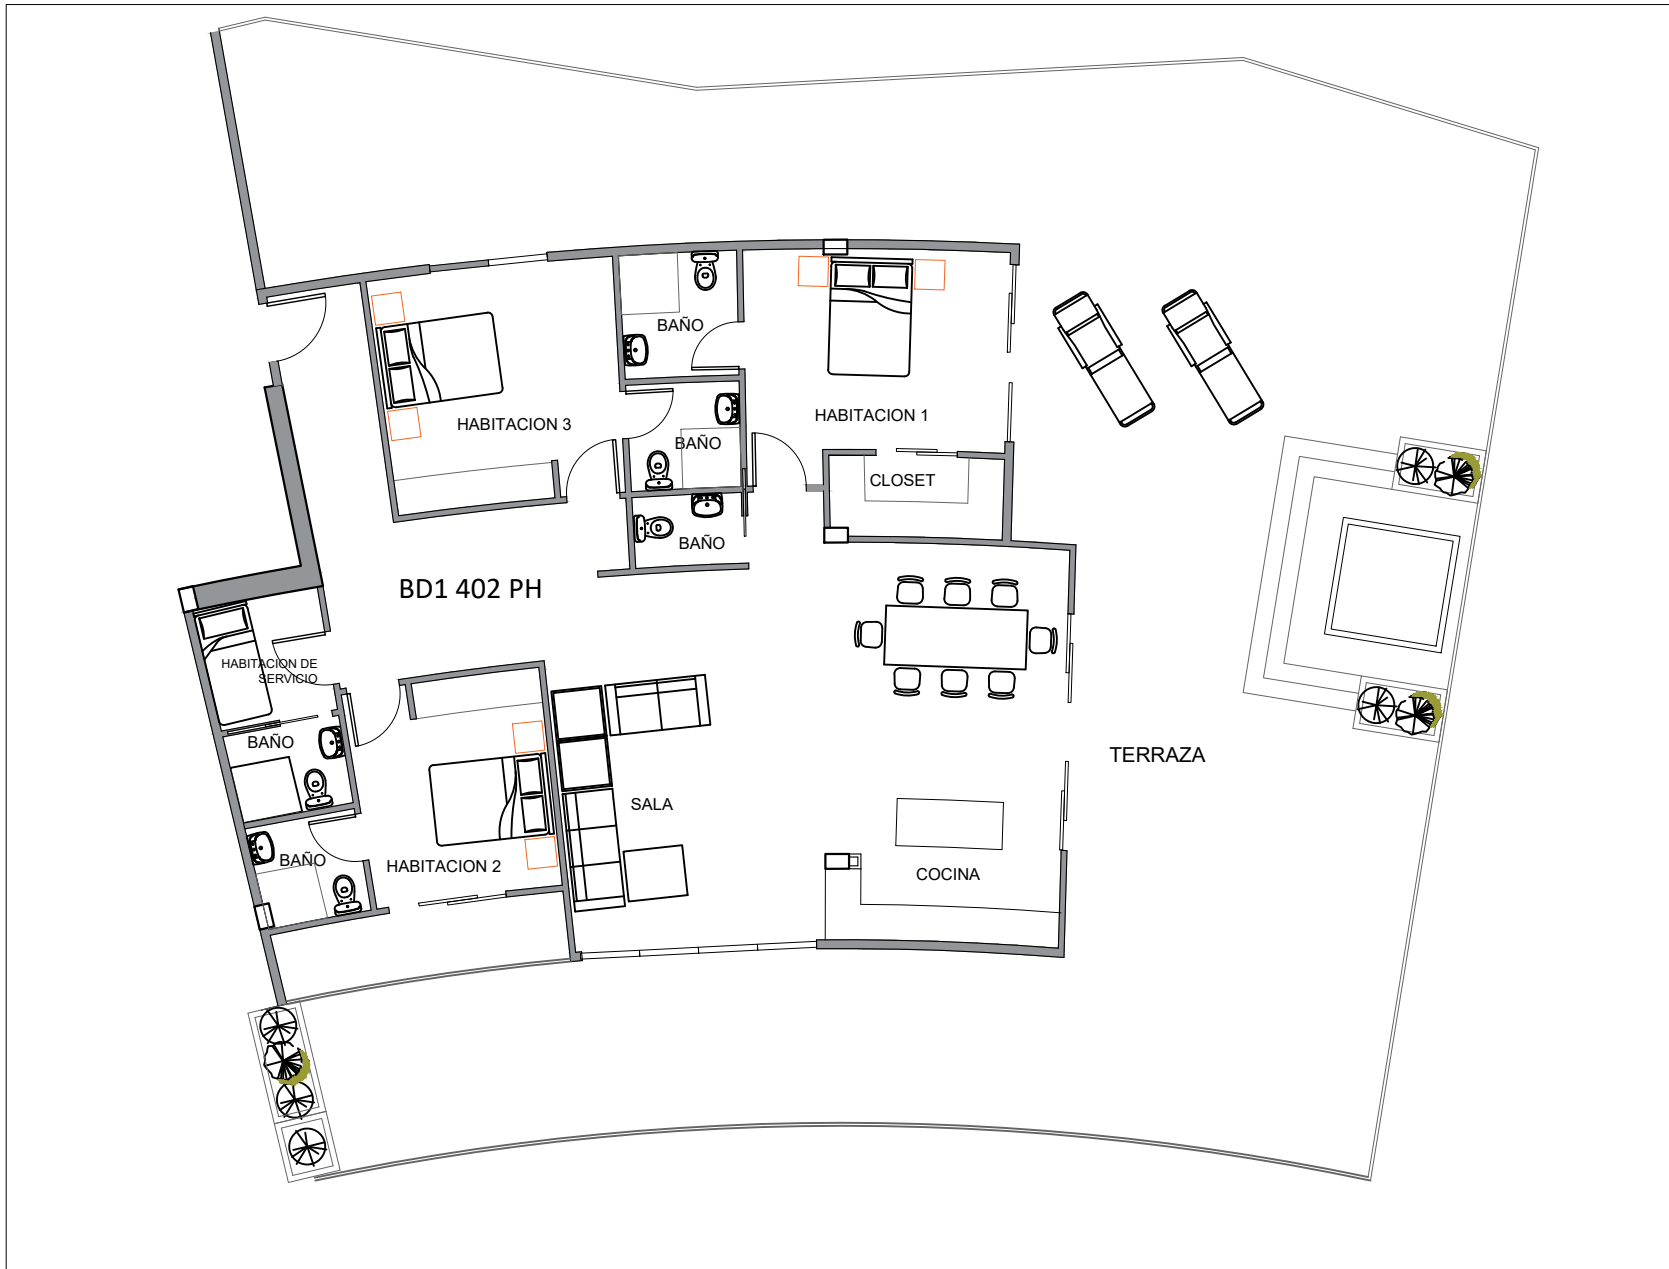 BAÑO
HABITACION 1
HABITACION 3
BAÑO
CLOSET
BAÑO
BD1 402 PH
HABITACION DE
SERVICIO
BAÑO
TERRAZA
SALA
BAÑO
HABITACION 2
COCINA